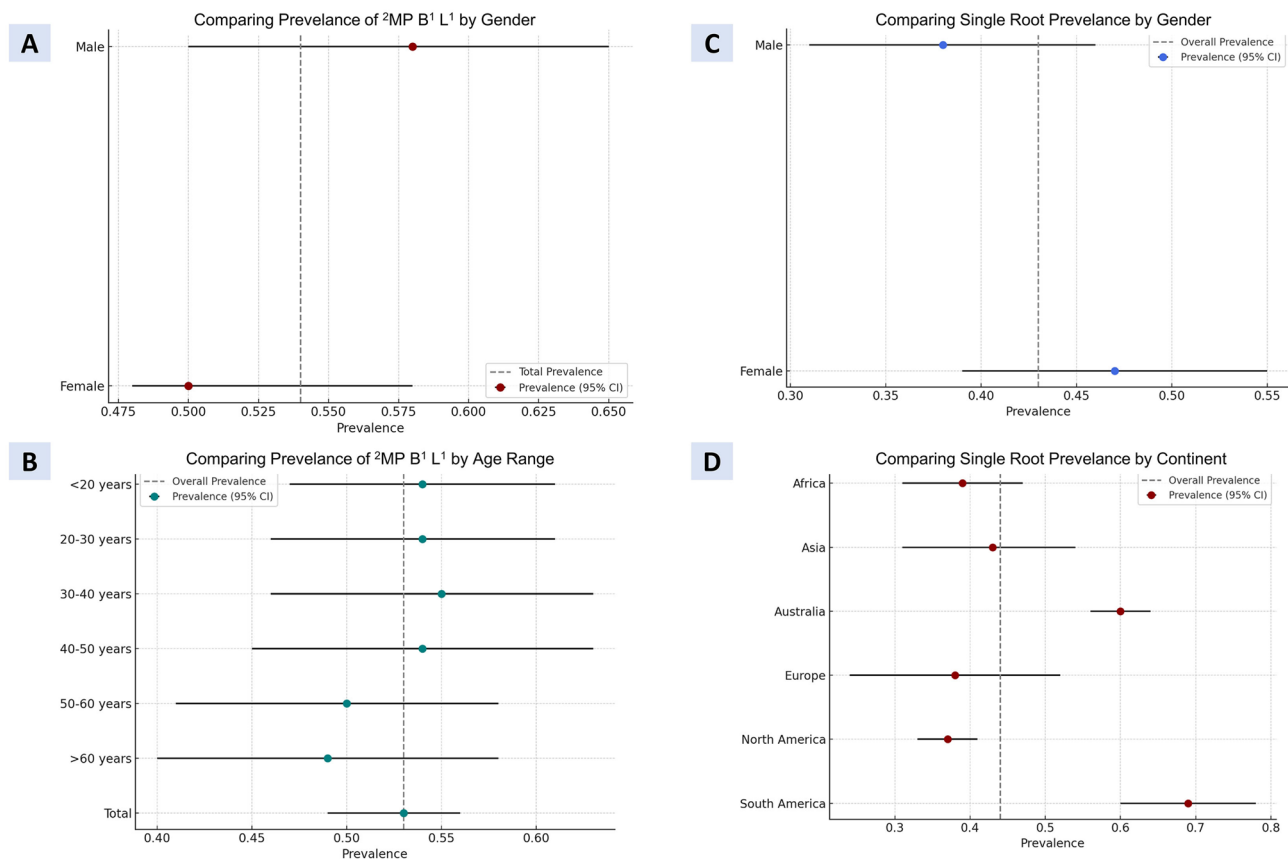 A
Comparing Prevelance of ²MP B¹ L¹ by Gender
Male
Female
Total Prevalence
Prevalence (95% CI)
0.475 0.500 0.525 0.550 0.575 0.600 0.625 0.650
Prevalence
B
Comparing Prevelance of ²MP B¹ L¹ by Age Range
Overall Prevalence
Prevalence (95% CI)
<20 years
20-30 years
30-40 years
40-50 years
50-60 years
>60 years
Total
0.40 0.45 0.50 0.55 0.60
Prevalence
C
Comparing Single Root Prevelance by Gender
Overall Prevalence
Prevalence (95% CI)
Male
Female
0.30 0.35 0.40 0.45 0.50 0.55
Prevalence
D
Comparing Single Root Prevelance by Continent
Overall Prevalence
Prevalence (95% CI)
Africa
Asia
Australia
Europe
North America
South America
0.3 0.4 0.5 0.6 0.7 0.8
Prevalence